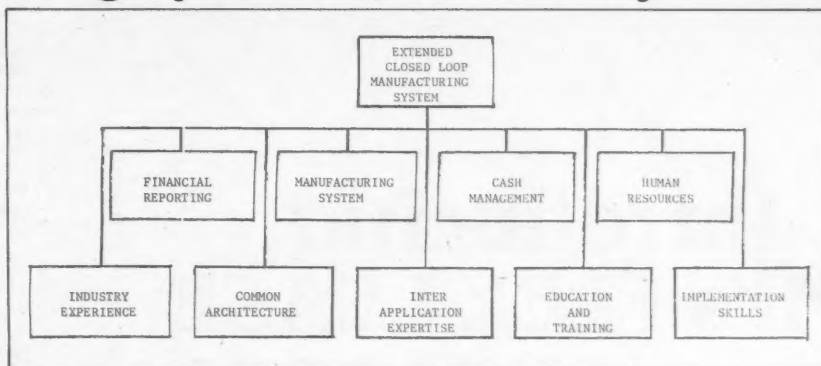 EXTENDED
CLOSED LOOP
MANUFACTURING
SYSTEM
FINANCIAL
REPORTING
MANUFACTURING
SYSTEM
CASH
MANAGEMENT
HUMAN
RESOURCES
INDUSTRY
EXPERIENCE
COMMON
ARCHITECTURE
INTER
APPLICATION
EXPERTISE
EDUCATION
AND
TRAINING
IMPLEMENTATION
SKILLS